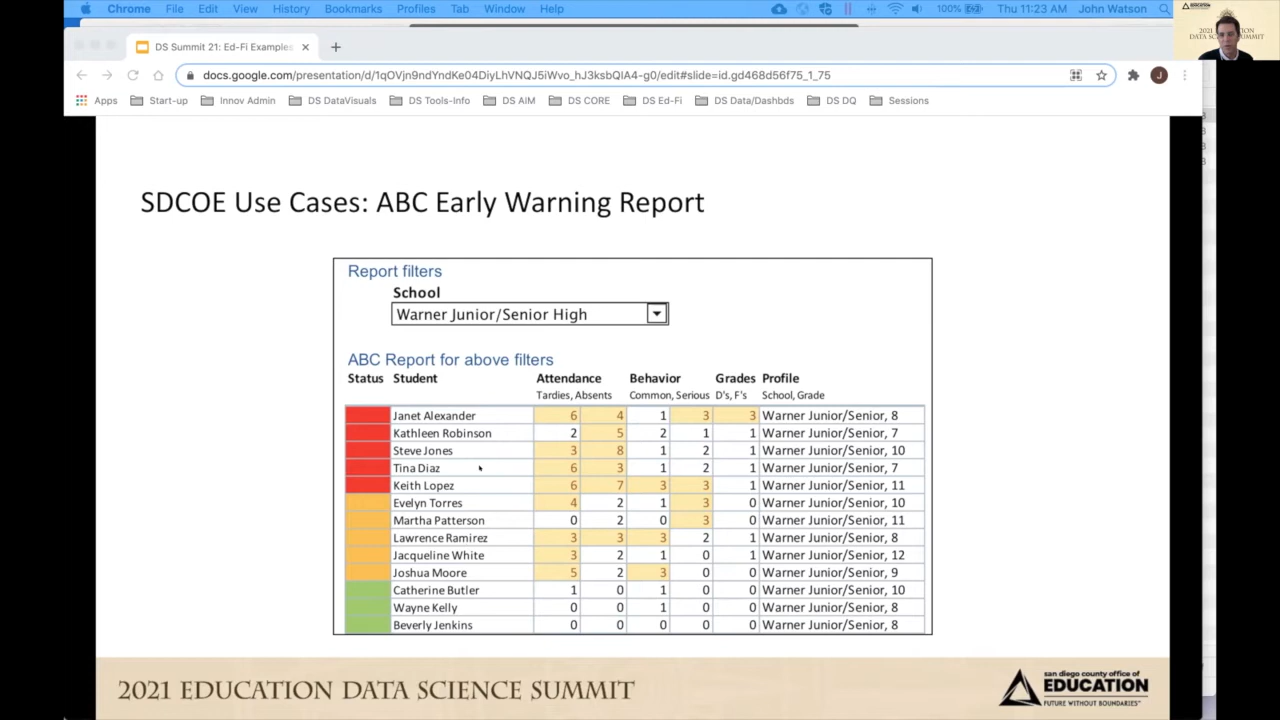 Chrome File Edit View History Bookmarks Profiles Tab Window Help 100% Thu 11:23 AM John Watson
2021 EDUCATION
DATA SCIENCE SUMMIT
DS Summit 21: Ed-Fi Examples
docs.google.com/presentation/d/1qOVjn9ndYndKe04DiyLhVNQJ5iWvo_hJ3ksbQIA4-g0/edit#slide=id.gd468d56f75_1_75
J
Apps Start-up Innov Admin DS DataVisuals DS Tools-Info DS AiM DS CORE DS Ed-Fi DS Data/Dashbds DS DQ Sessions
SDCOE Use Cases: ABC Early Warning Report
Report filters
School
Warner Junior/Senior High
ABC Report for above filters
Status Student Attendance Behavior Grades Profile
Tardies, Absents Common, Serious D's, F's School, Grade
Janet Alexander 6 4 1 3 3 Warner Junior/Senior, 8
Kathleen Robinson 2 5 2 1 1 Warner Junior/Senior, 7
Steve Jones 3 8 1 2 1 Warner Junior/Senior, 10
Tina Diaz 6 3 1 2 1 Warner Junior/Senior, 7
Keith Lopez 6 7 3 3 1 Warner Junior/Senior, 11
Evelyn Torres 4 2 1 3 0 Warner Junior/Senior, 10
Martha Patterson 0 2 0 3 0 Warner Junior/Senior, 11
Lawrence Ramirez 3 3 3 2 1 Warner Junior/Senior, 8
Jacqueline White 3 2 1 0 1 Warner Junior/Senior, 12
Joshua Moore 5 2 3 0 0 Warner Junior/Senior, 9
Catherine Butler 1 0 1 0 0 Warner Junior/Senior, 10
Wayne Kelly 0 0 1 0 0 Warner Junior/Senior, 8
Beverly Jenkins 0 0 0 0 0 Warner Junior/Senior, 8
2021 EDUCATION DATA SCIENCE SUMMIT
san diego county office of
EDUCATION
FUTURE WITHOUT BOUNDARIES™